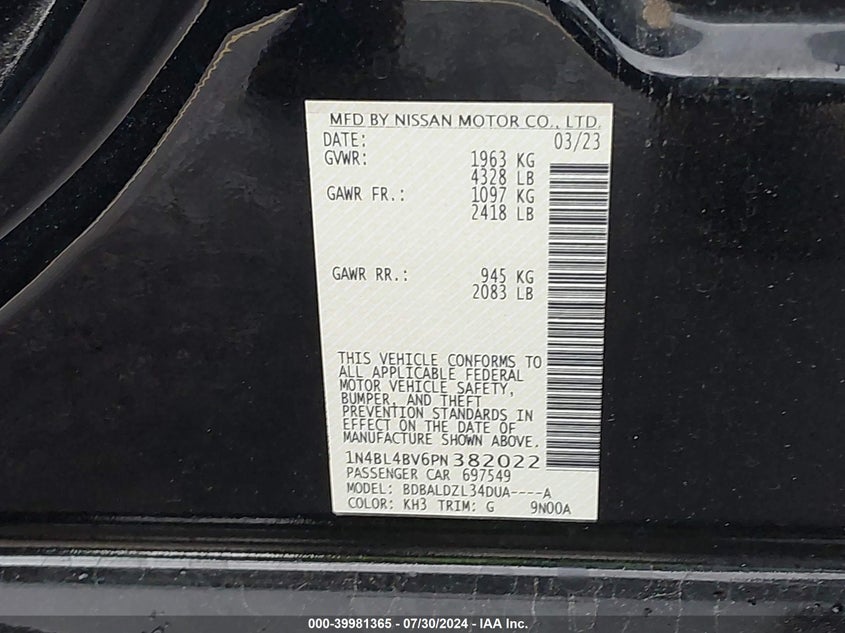 MFD BY NISSAN MOTOR CO., LTD.
DATE: 03/23
GVWR: 1963 KG
4328 LB
GAWR FR.: 1097 KG
2418 LB
GAWR RR.: 945 KG
2083 LB
THIS VEHICLE CONFORMS TO
ALL APPLICABLE FEDERAL
MOTOR VEHICLE SAFETY,
BUMPER, AND THEFT
PREVENTION STANDARDS IN
EFFECT ON THE DATE OF
MANUFACTURE SHOWN ABOVE.
1N4BL4BV6PN382022
PASSENGER CAR 697549
MODEL: BDBALDZL34DUA----A
COLOR: KH3 TRIM: G 9N00A
000-39981365 / 07/30/2024 - IAA Inc.